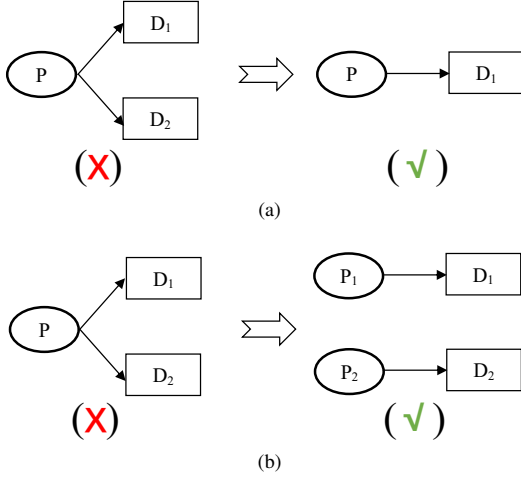 D₁
P
D₂
(X)
P
D₁
(√)
(a)
D₁
P
D₂
(X)
P₁
D₁
P₂
D₂
(√)
(b)